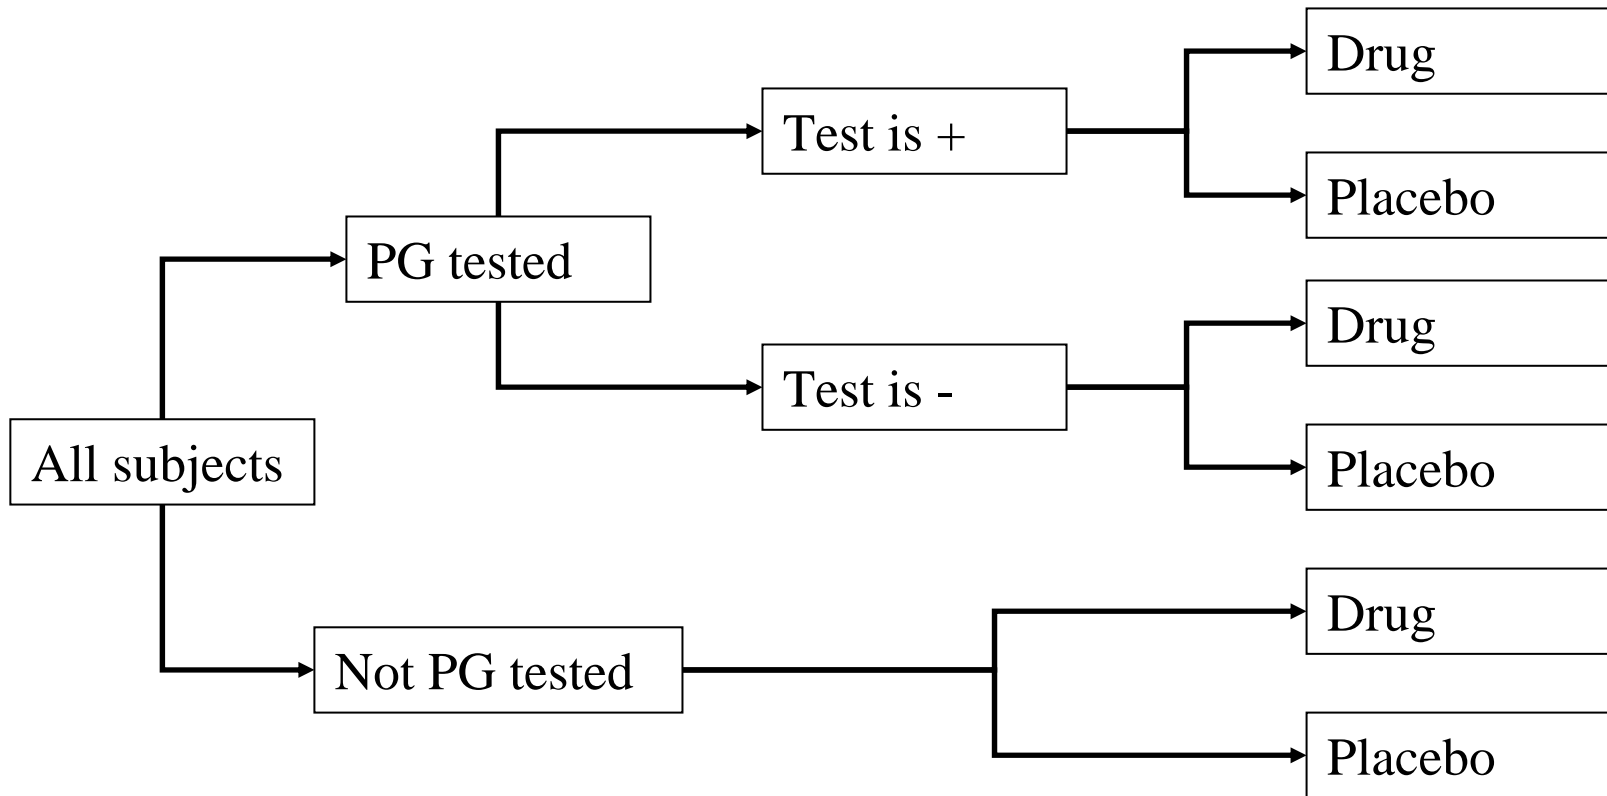 Drug
Test is +
Placebo
PG tested
Drug
Test is -
Placebo
All subjects
Drug
Not PG tested
Placebo